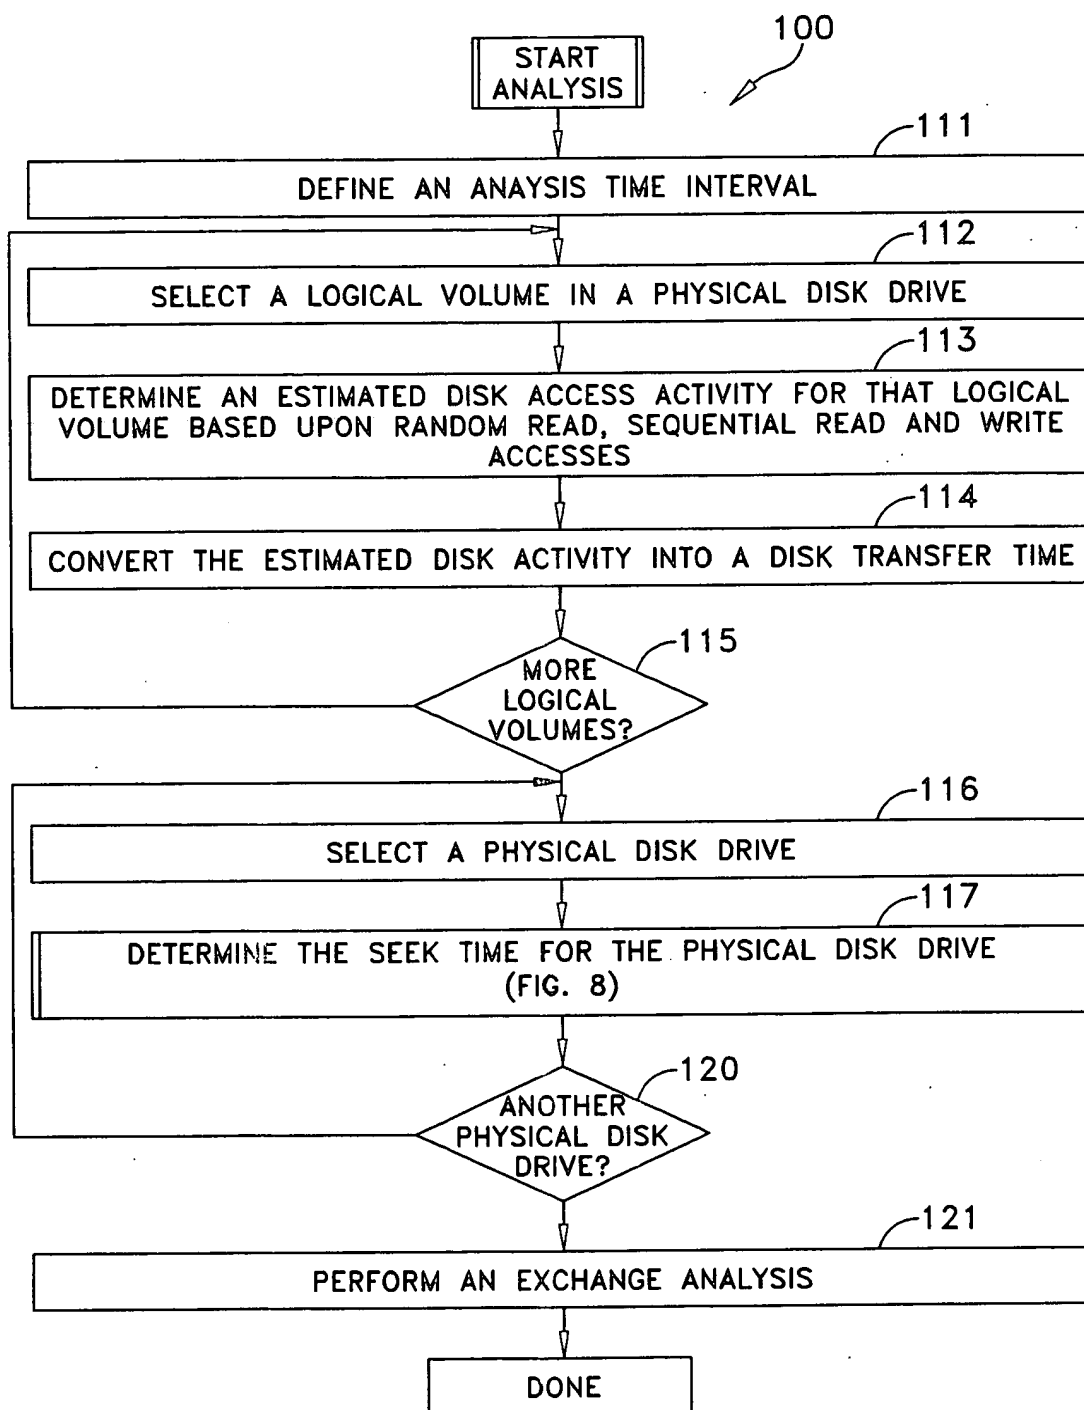 100
START
ANALYSIS
111
DEFINE AN ANAYSIS TIME INTERVAL
112
SELECT A LOGICAL VOLUME IN A PHYSICAL DISK DRIVE
113
DETERMINE AN ESTIMATED DISK ACCESS ACTIVITY FOR THAT LOGICAL
VOLUME BASED UPON RANDOM READ, SEQUENTIAL READ AND WRITE
ACCESSES
114
CONVERT THE ESTIMATED DISK ACTIVITY INTO A DISK TRANSFER TIME
115
MORE
LOGICAL
VOLUMES?
116
SELECT A PHYSICAL DISK DRIVE
117
DETERMINE THE SEEK TIME FOR THE PHYSICAL DISK DRIVE
(FIG. 8)
120
ANOTHER
PHYSICAL DISK
DRIVE?
121
PERFORM AN EXCHANGE ANALYSIS
DONE